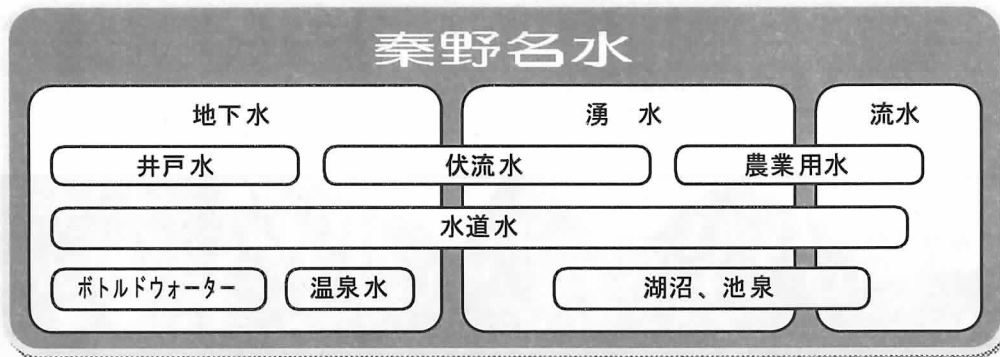 秦野名水
地下水 湧 水 流水
井戸水 伏流水 農業用水
水道水
ボトルドウォーター 温泉水 湖沼、池泉